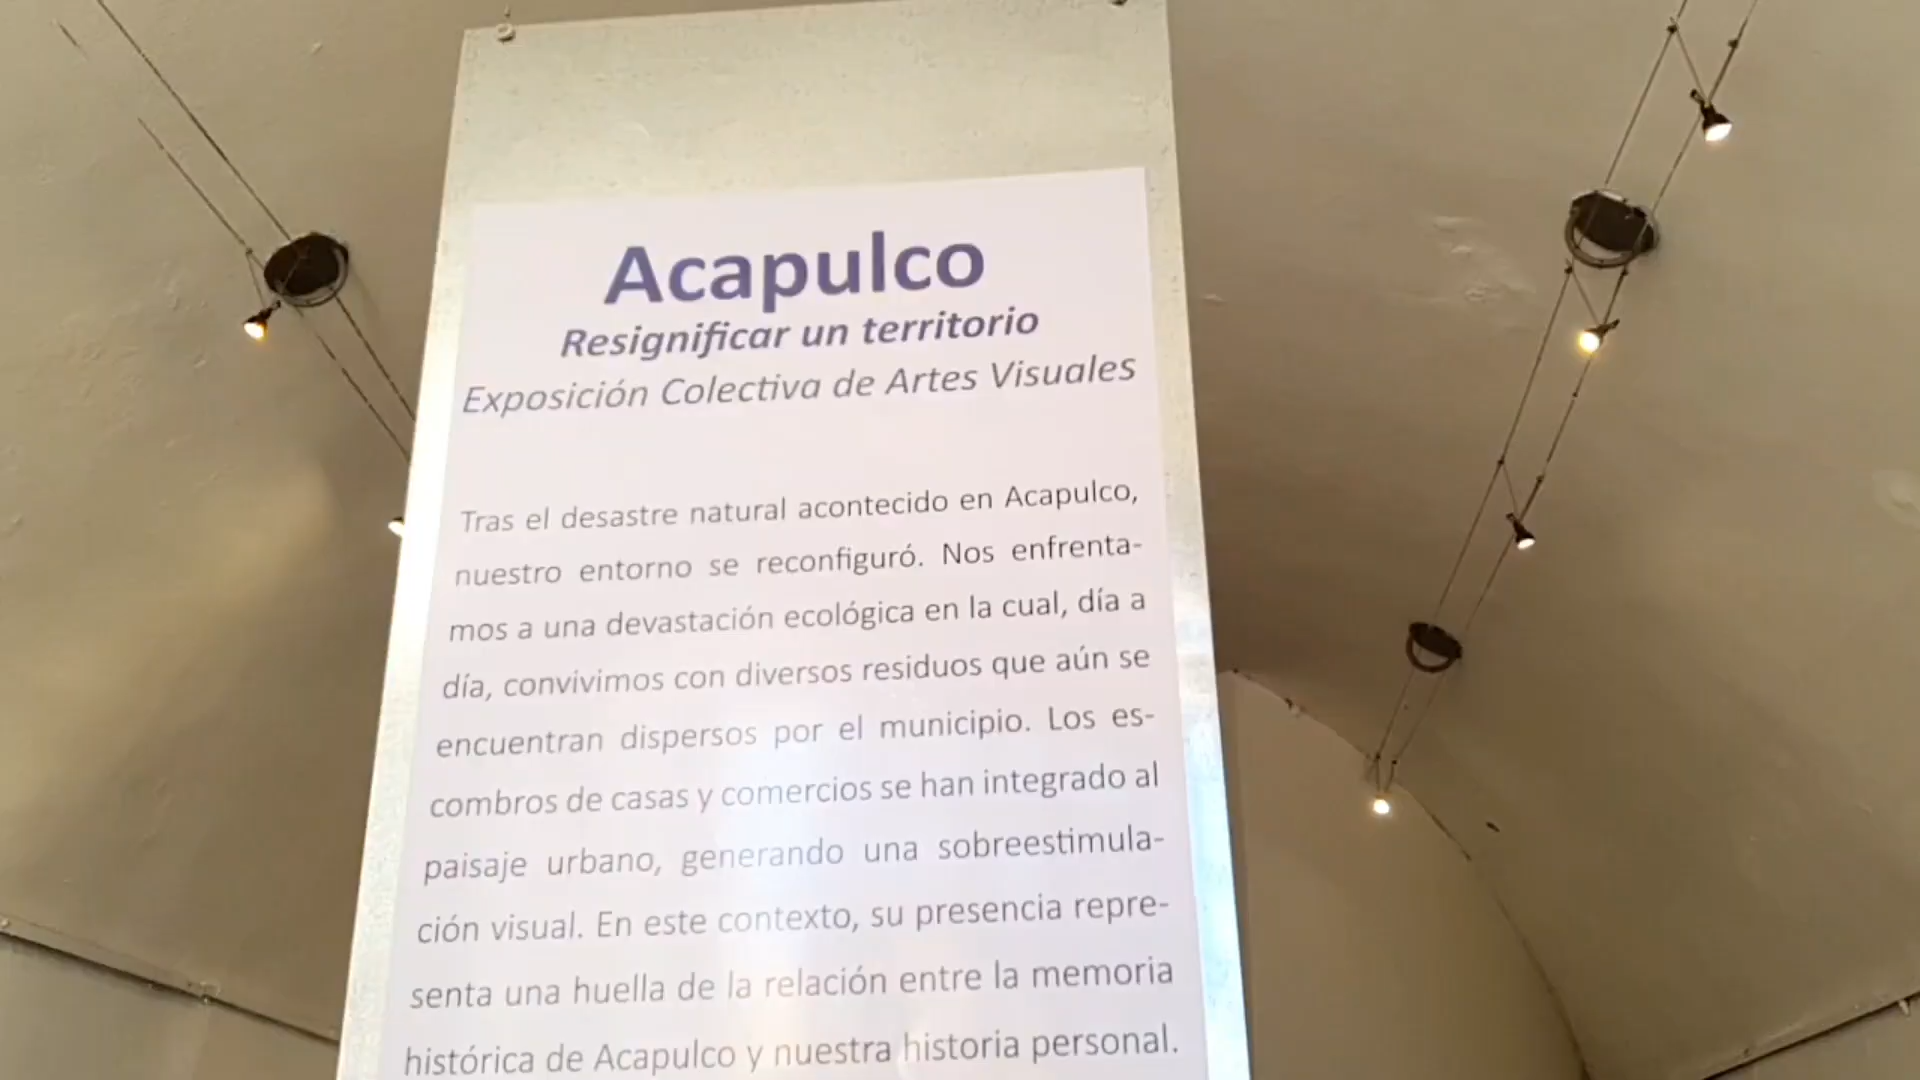 Acapulco
Resignificar un territorio
Exposición Colectiva de Artes Visuales
Tras el desastre natural acontecido en Acapulco,
nuestro entorno se reconfiguró. Nos enfrenta-
mos a una devastación ecológica en la cual, día a
día, convivimos con diversos residuos que aún se
encuentran dispersos por el municipio. Los es-
combros de casas y comercios se han integrado al
paisaje urbano, generando una sobreestimula-
ción visual. En este contexto, su presencia repre-
senta una huella de la relación entre la memoria
histórica de Acapulco y nuestra historia personal.